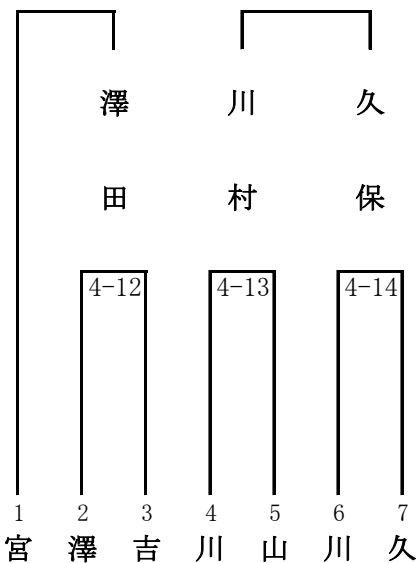 澤 川 久
田 村 保
4-12 4-13 4-14
1 2 3 4 5 6 7
宮 澤 吉 川 山 川 久